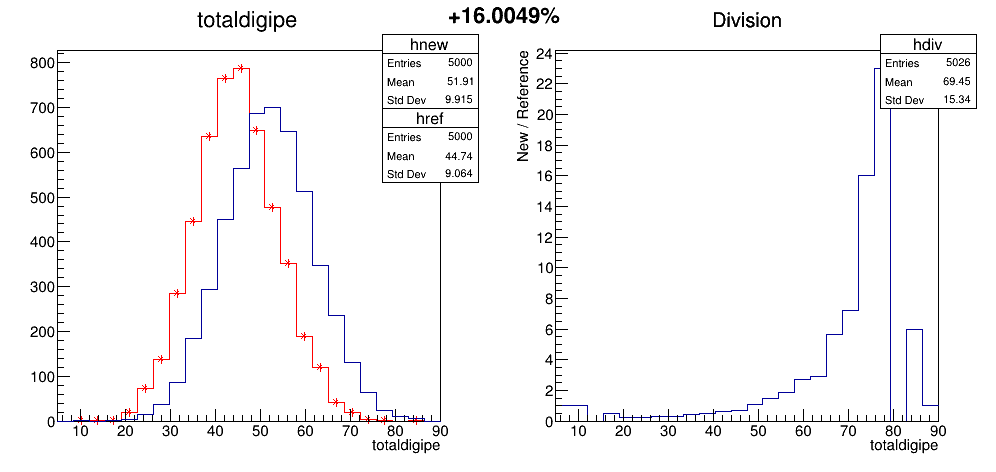 totaldigipe
+16.0049%
Division
hnew
Entries 5000
Mean 51.91
Std Dev 9.915
href
Entries 5000
Mean 44.74
Std Dev 9.064
800
700
600
500
400
300
200
100
0
10 20 30 40 50 60 70 80 90
totaldigipe
hdiv
Entries 5026
Mean 69.45
Std Dev 15.34
New / Reference
24
22
20
18
16
14
12
10
8
6
4
2
0
10 20 30 40 50 60 70 80 90
totaldigipe